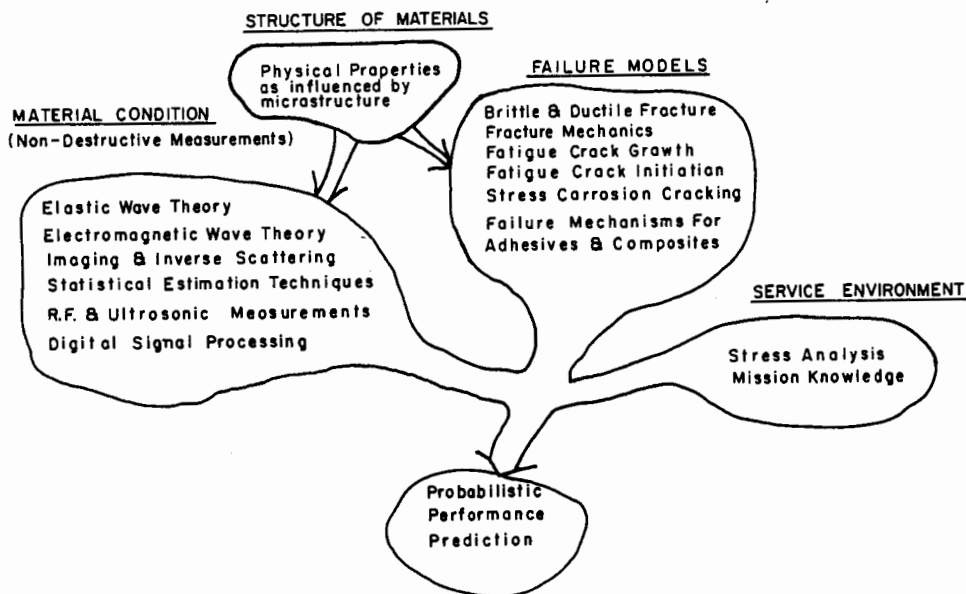 STRUCTURE OF MATERIALS
Physical Properties
as influenced by
microstructure
FAILURE MODELS
Brittle & Ductile Fracture
Fracture Mechanics
Fatigue Crack Growth
Fatigue Crack Initiation
Stress Carrosion Cracking
Failure Mechanisms For
Adhesives & Composites
MATERIAL CONDITION
(Non-Destructive Measurements)
Elastic Wave Theory
Electromagnetic Wave Theory
Imaging & Inverse Scattering
Statistical Estimation Techniques
R.F. & Ultrosonic Meosurements
Digital Signal Processing
SERVICE ENVIRONMENT
Stress Analysis
Mission Knowledge
Probabilistic
Performance
Prediction